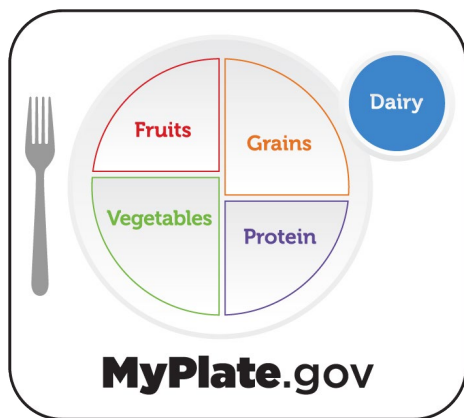 Dairy
Fruits
Grains
Vegetables
Protein
MyPlate.gov